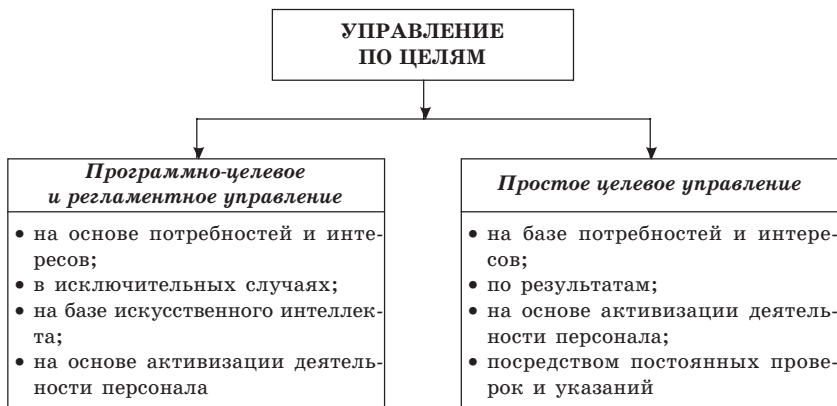 УПРАВЛЕНИЕ
ПО ЦЕЛЯМ
Программно-целевое
и регламентное управление
• на основе потребностей и инте-
ресов;
• в исключительных случаях;
• на базе искусственного интеллек-
та;
• на основе активизации деятель-
ности персонала
Простое целевое управление
• на базе потребностей и интере-
сов;
• по результатам;
• на основе активизации деятель-
ности персонала;
• посредством постоянных прове-
рок и указаний